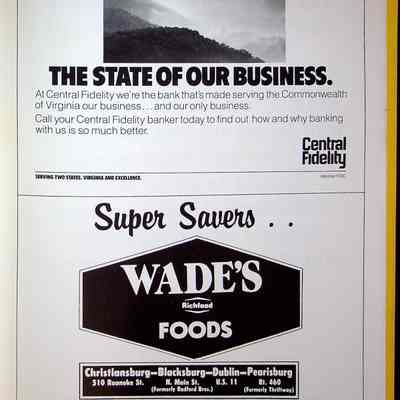 THE STATE OF OUR BUSINESS.
At Central Fidelity we're the bank that's made serving the Commonwealth
of Virginia our business...and our only business.
Call your Central Fidelity banker today to find out how and why banking
with us is so much better.
Central
Fidelity
SERVING TWO STATES. VIRGINIA AND EXCELLENCE.
Member FDIC
Super Savers . .
WADE'S
Richfood
FOODS
Christiansburg—Blacksburg—Dublin—Pearisburg
510 Roanoke St. N. Main St. U.S. 11 Rt. 460
(Formerly Radford Bros.) (Formerly Thriftway)